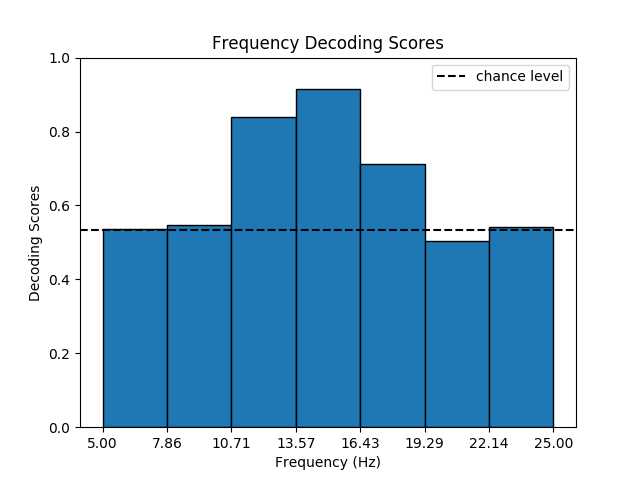 Frequency Decoding Scores
chance level
1.0
0.8
0.6
0.4
0.2
0.0
Decoding Scores
5.00 7.86 10.71 13.57 16.43 19.29 22.14 25.00
Frequency (Hz)